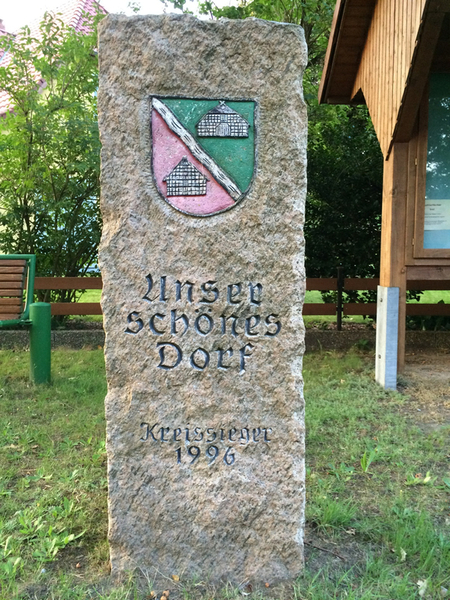 Unser
schönes
Dorf
Kreissieger
1996